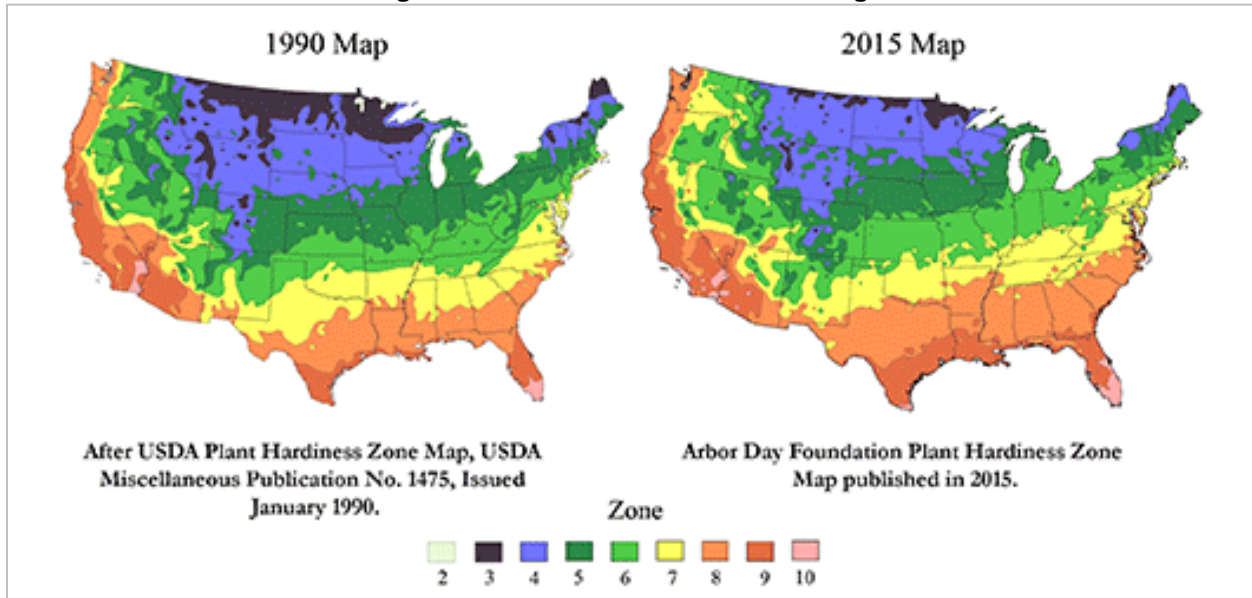 1990 Map
2015 Map
After USDA Plant Hardiness Zone Map, USDA
Miscellaneous Publication No. 1475, Issued
January 1990.
Arbor Day Foundation Plant Hardiness Zone
Map published in 2015.
Zone
2 3 4 5 6 7 8 9 10